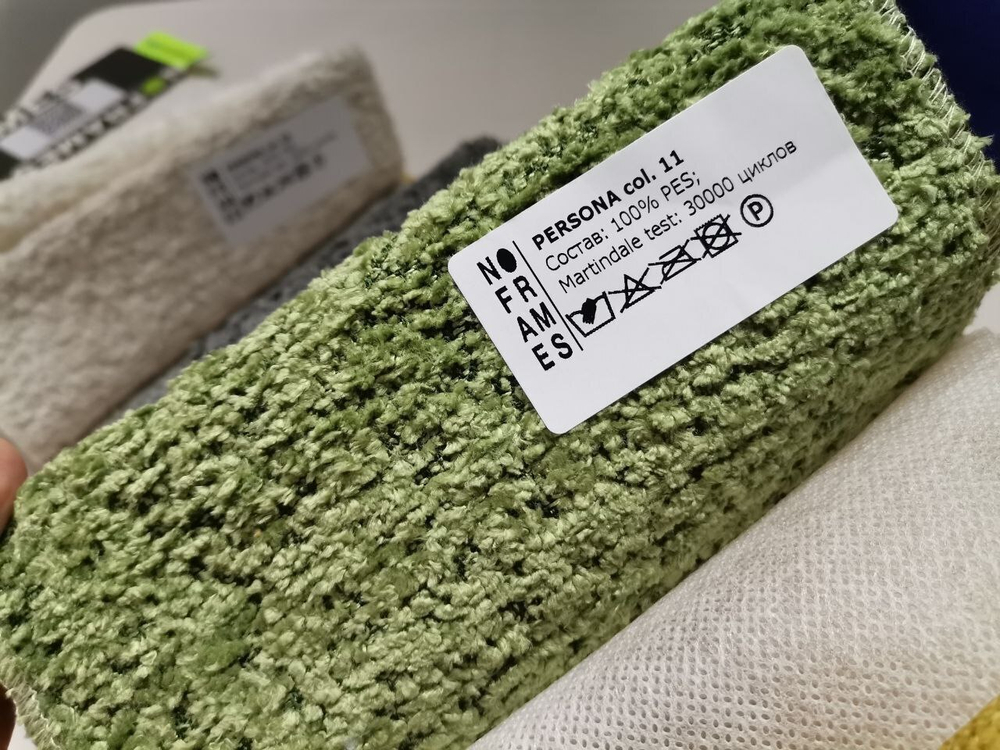 NO
FR
AM
ES
PERSONA col. 11
Состав: 100% PES;
Martindale test: 30000 циклов
P